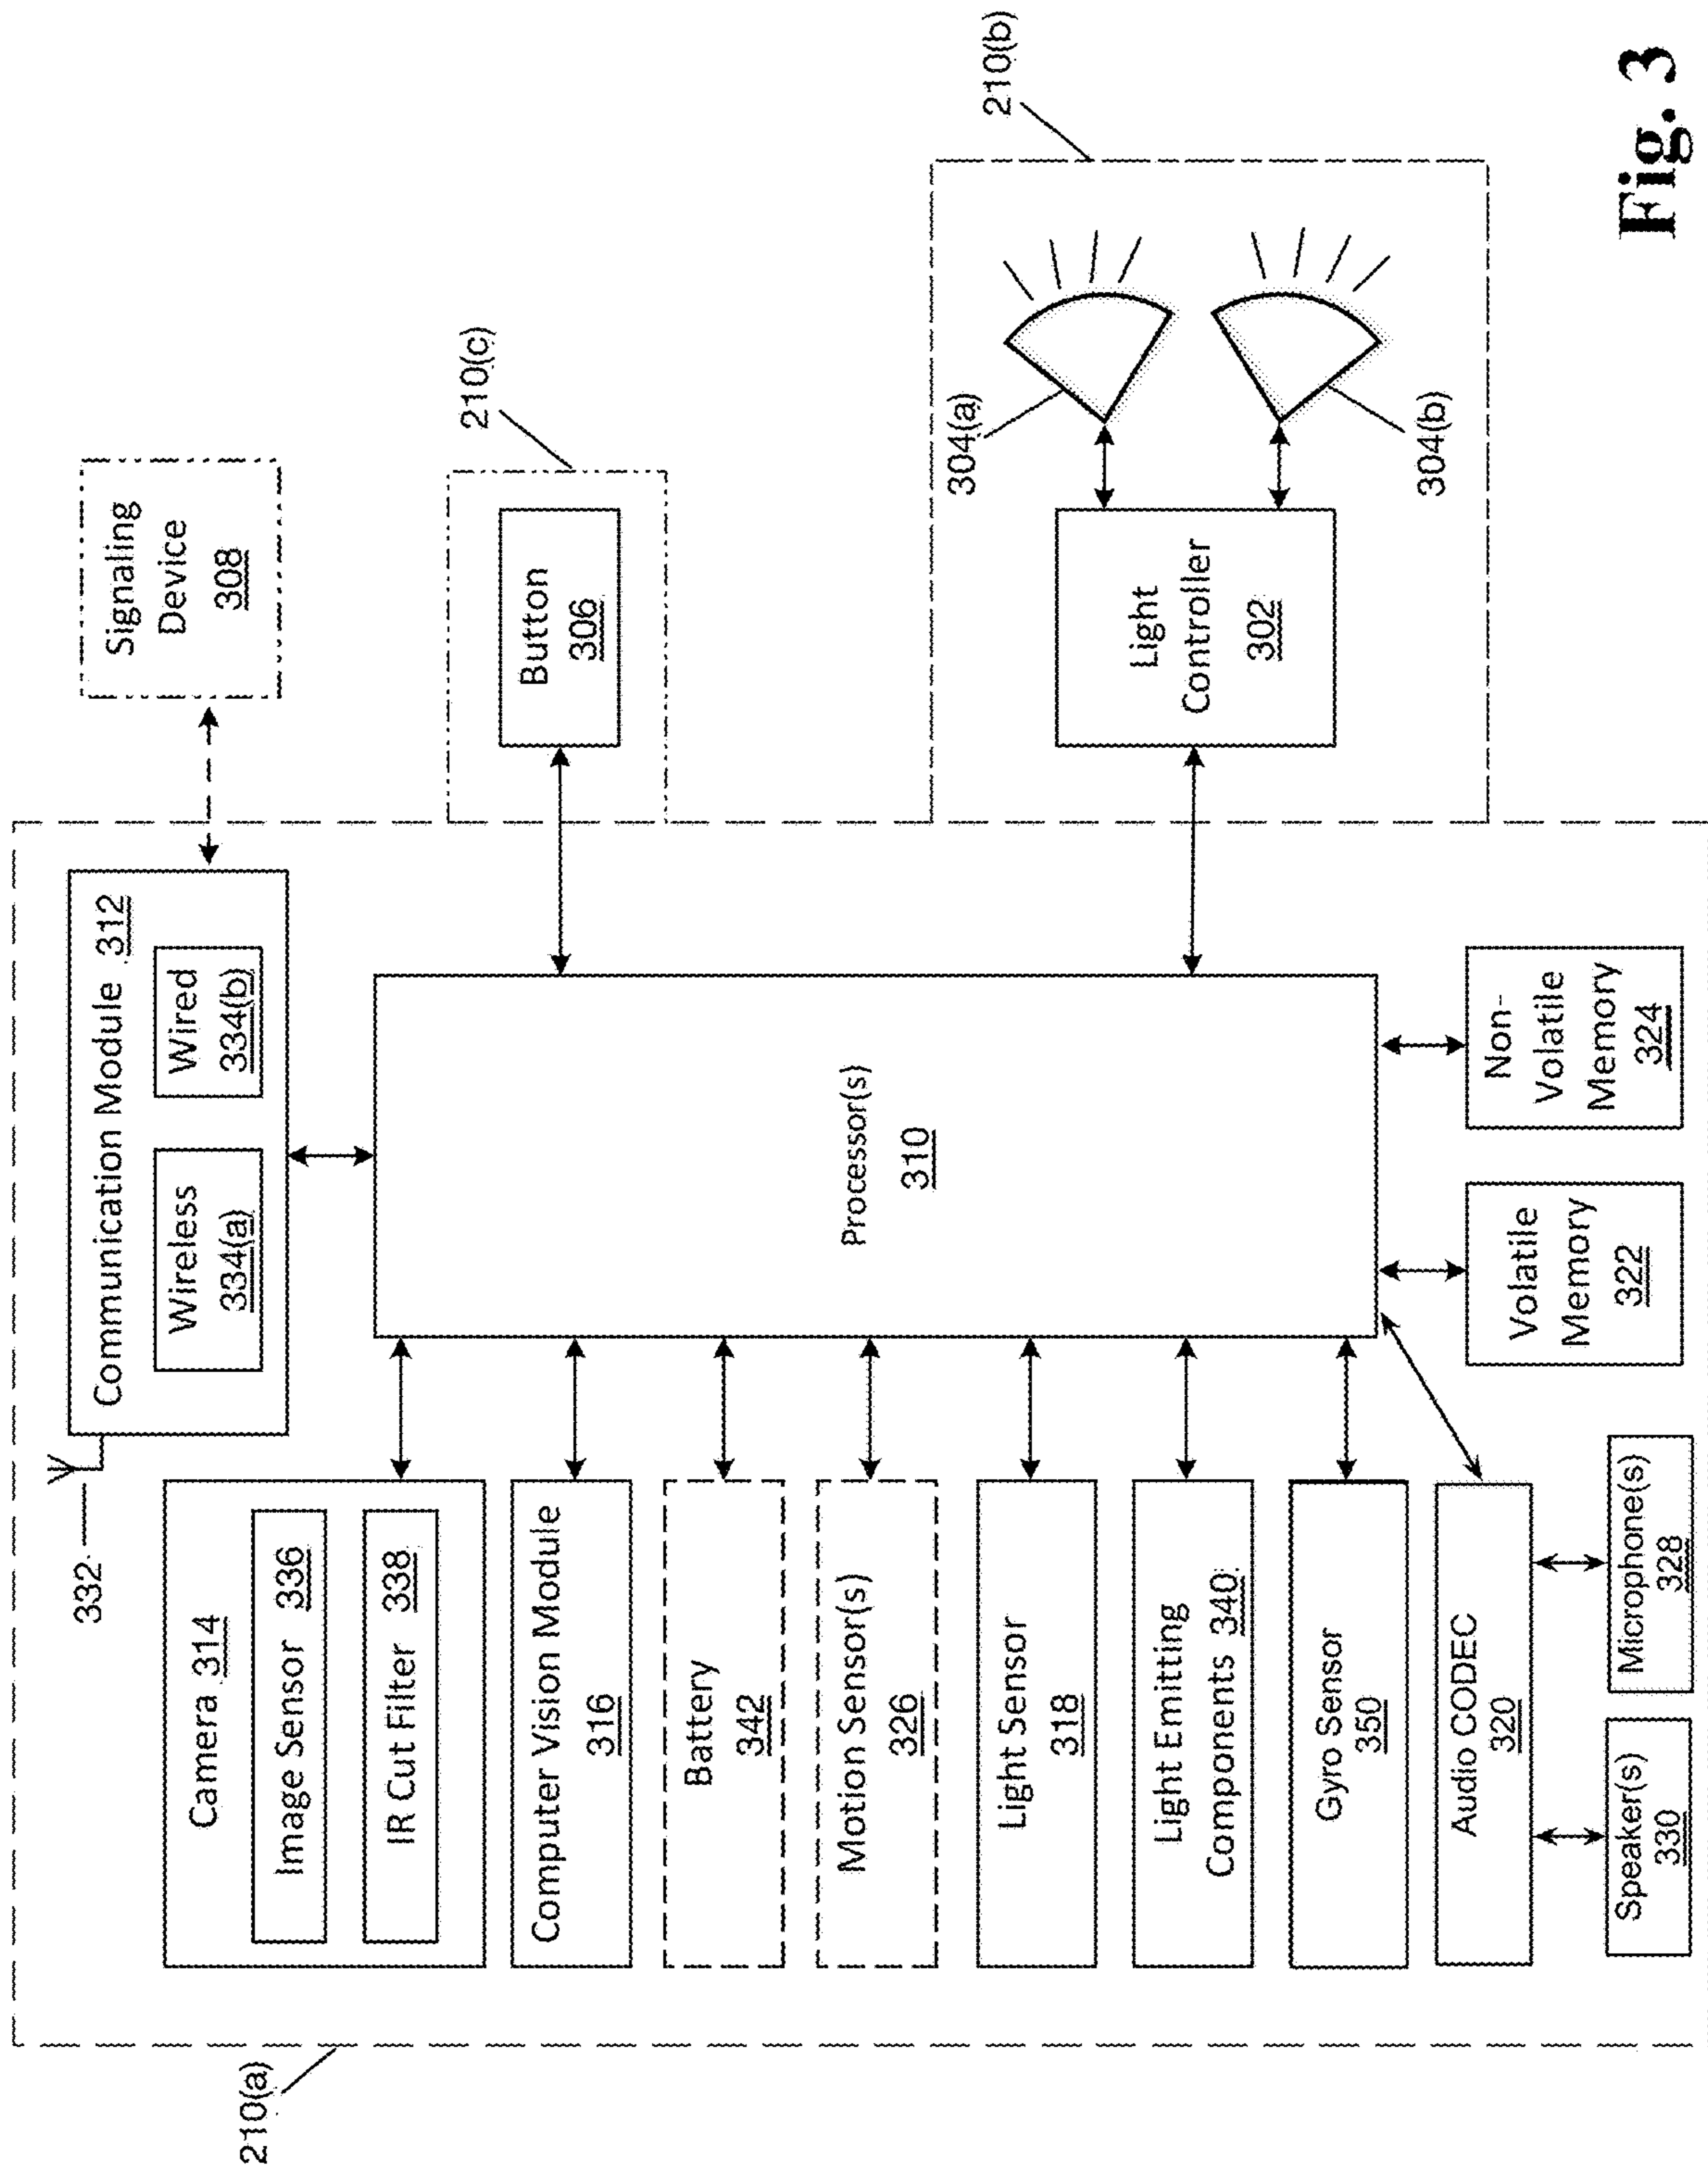 210(a)
332
Camera 314
Image Sensor 336
IR Cut Filter 338
Computer Vision Module
316
Battery
342
Motion Sensor(s)
326
Light Sensor
318
Light Emitting
Components 340
Gyro Sensor
350
Audio CODEC
320
Speaker(s)
330
Microphone(s)
328
Communication Module 312
Wireless
334(a)
Wired
334(b)
Processor(s)
310
Volatile
Memory
322
Non-
Volatile
Memory
324
Signaling
Device
308
210(c)
Button
306
210(b)
Light
Controller
302
304(a)
304(b)
Fig. 3